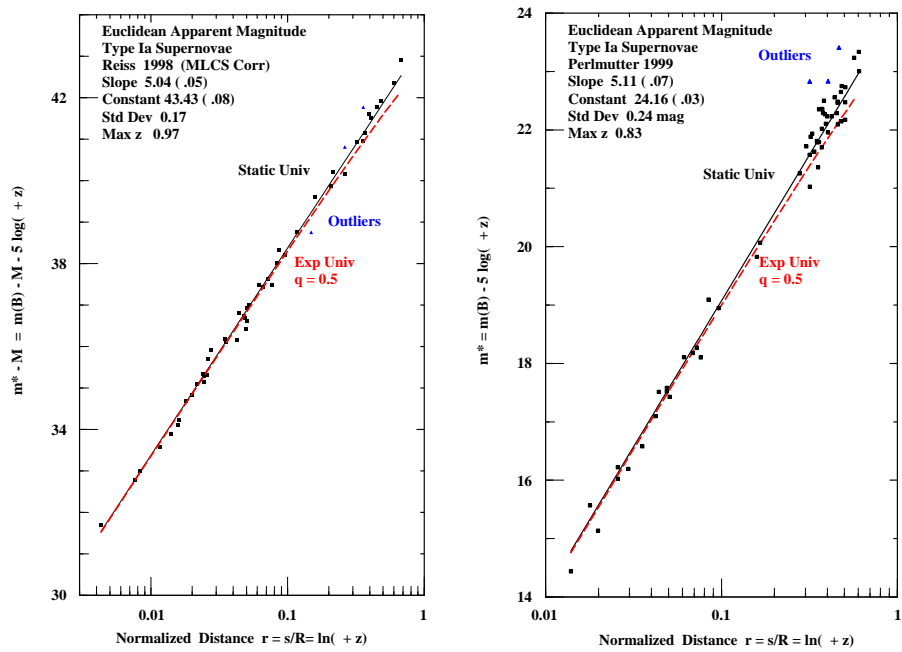 Euclidean Apparent Magnitude
Type Ia Supernovae
Reiss 1998 (MLCS Corr)
Slope 5.04 ( .05)
Constant 43.43 ( .08)
Std Dev 0.17
Max z 0.97
42
Static Univ
Outliers
38
Exp Univ
q = 0.5
34
30
0.01
0.1
1
m* - M = m(B) - M - 5 log( + z)
Normalized Distance r = s/R= ln( + z)
24
Euclidean Apparent Magnitude
Type Ia Supernovae
Perlmutter 1999
Slope 5.11 (.07)
Constant 24.16 (.03)
Std Dev 0.24 mag
Max z 0.83
Outliers
22
Static Univ
20
Exp Univ
q = 0.5
18
16
14
0.01
0.1
1
m* = m(B) - 5 log( + z)
Normalized Distance r = s/R= ln( + z)